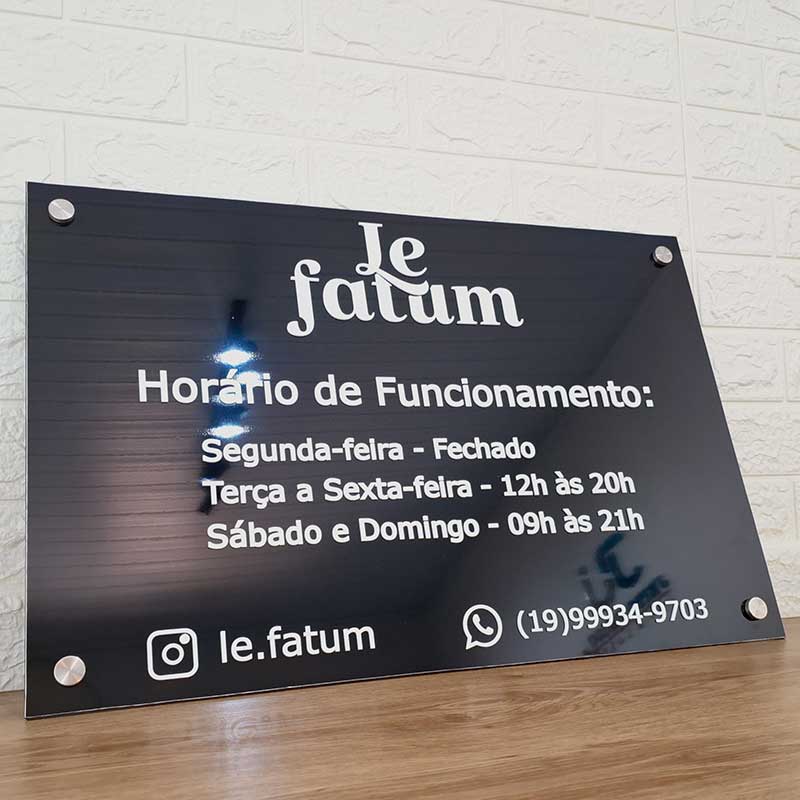 Le
fatum
Horário de Funcionamento:
Segunda-feira - Fechado
Terça a Sexta-feira - 12h às 20h
Sábado e Domingo - 09h às 21h
le.fatum
(19)99934-9703